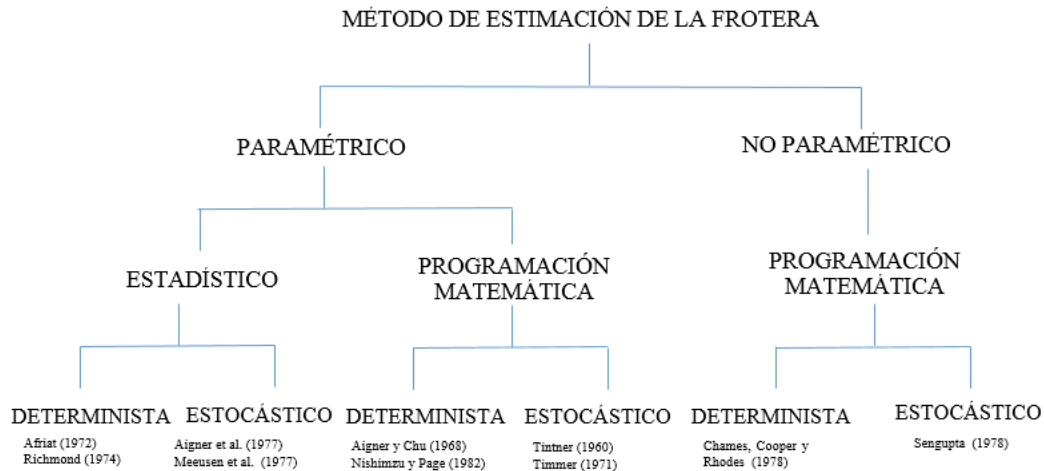 MÉTODO DE ESTIMACIÓN DE LA FROTERA
PARAMÉTRICO
NO PARAMÉTRICO
ESTADÍSTICO
PROGRAMACIÓN
MATEMÁTICA
PROGRAMACIÓN
MATEMÁTICA
DETERMINISTA
Afriat (1972)
Richmond (1974)
ESTOCÁSTICO
Aigner et al. (1977)
Meeusen et al. (1977)
DETERMINISTA
Aigner y Chu (1968)
Nishimzu y Page (1982)
ESTOCÁSTICO
Tintner (1960)
Timmer (1971)
DETERMINISTA
Chames, Cooper y
Rhodes (1978)
ESTOCÁSTICO
Sengupta (1978)